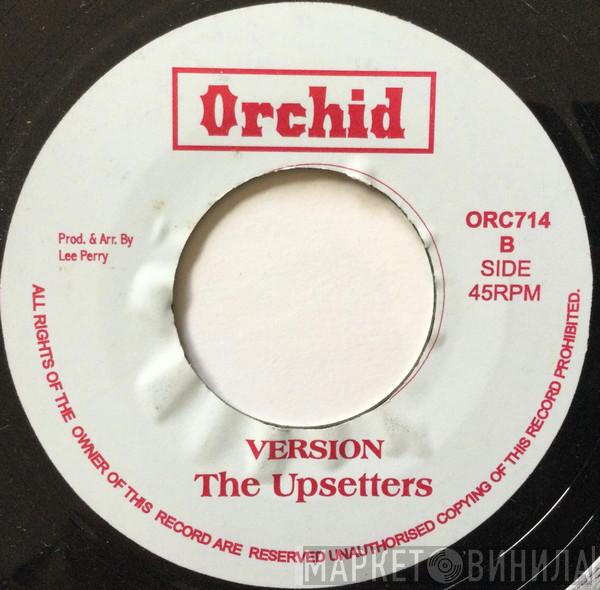 Orchid
Prod. & Arr. By
Lee Perry
ORC714
B
SIDE
45RPM
VERSION
The Upsetters
ALL RIGHTS OF THE OWNER OF THIS RECORD ARE RESERVED UNAUTHORISED COPYING OF THIS RECORD PROHIBITED.
МАРКЕТ ВИНИЛА